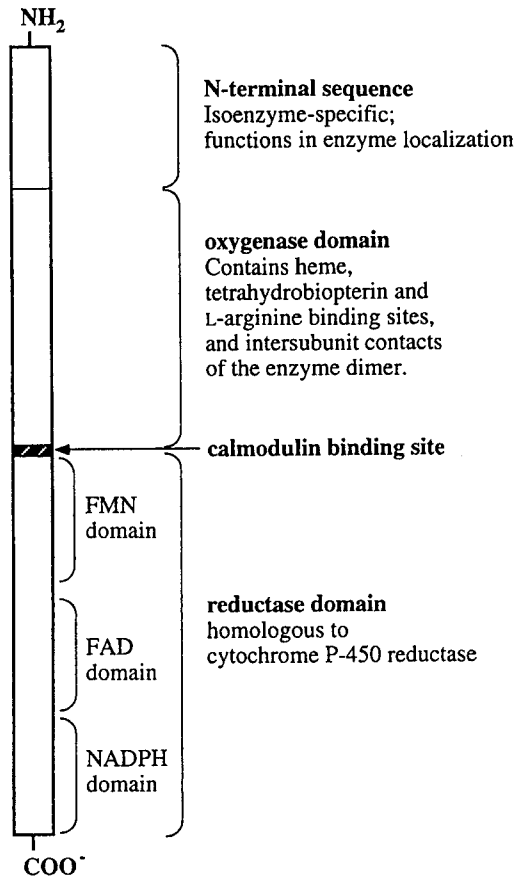 NH2
N-terminal sequence
Isoenzyme-specific;
functions in enzyme localization
oxygenase domain
Contains heme,
tetrahydrobiopterin and
L-arginine binding sites,
and intersubunit contacts
of the enzyme dimer.
calmodulin binding site
FMN
domain
reductase domain
homologous to
cytochrome P-450 reductase
FAD
domain
NADPH
domain
COO-